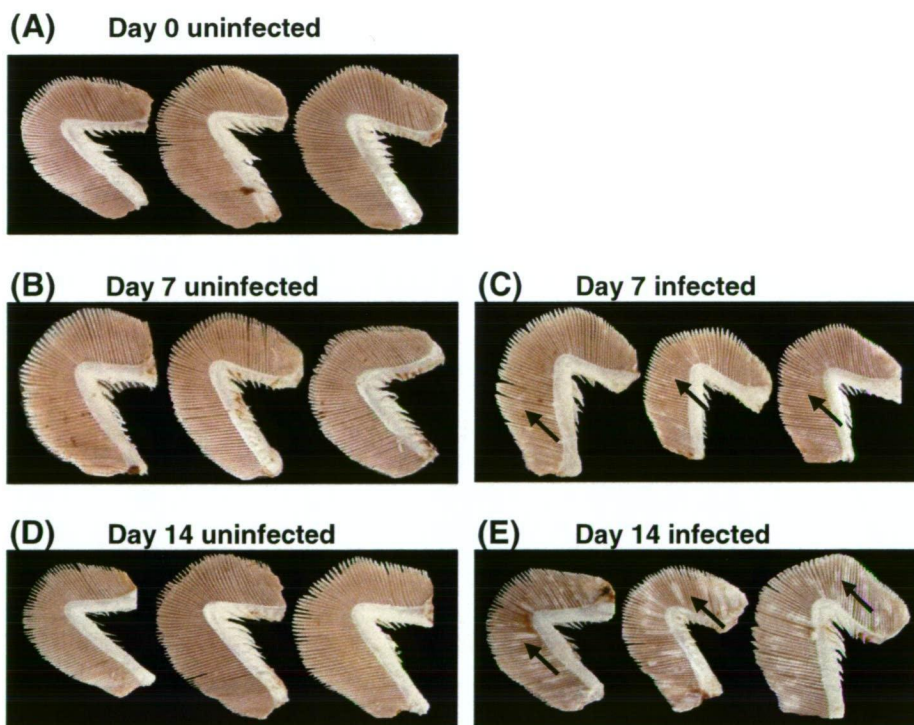 (A) Day 0 uninfected
(B) Day 7 uninfected
(C) Day 7 infected
(D) Day 14 uninfected
(E) Day 14 infected